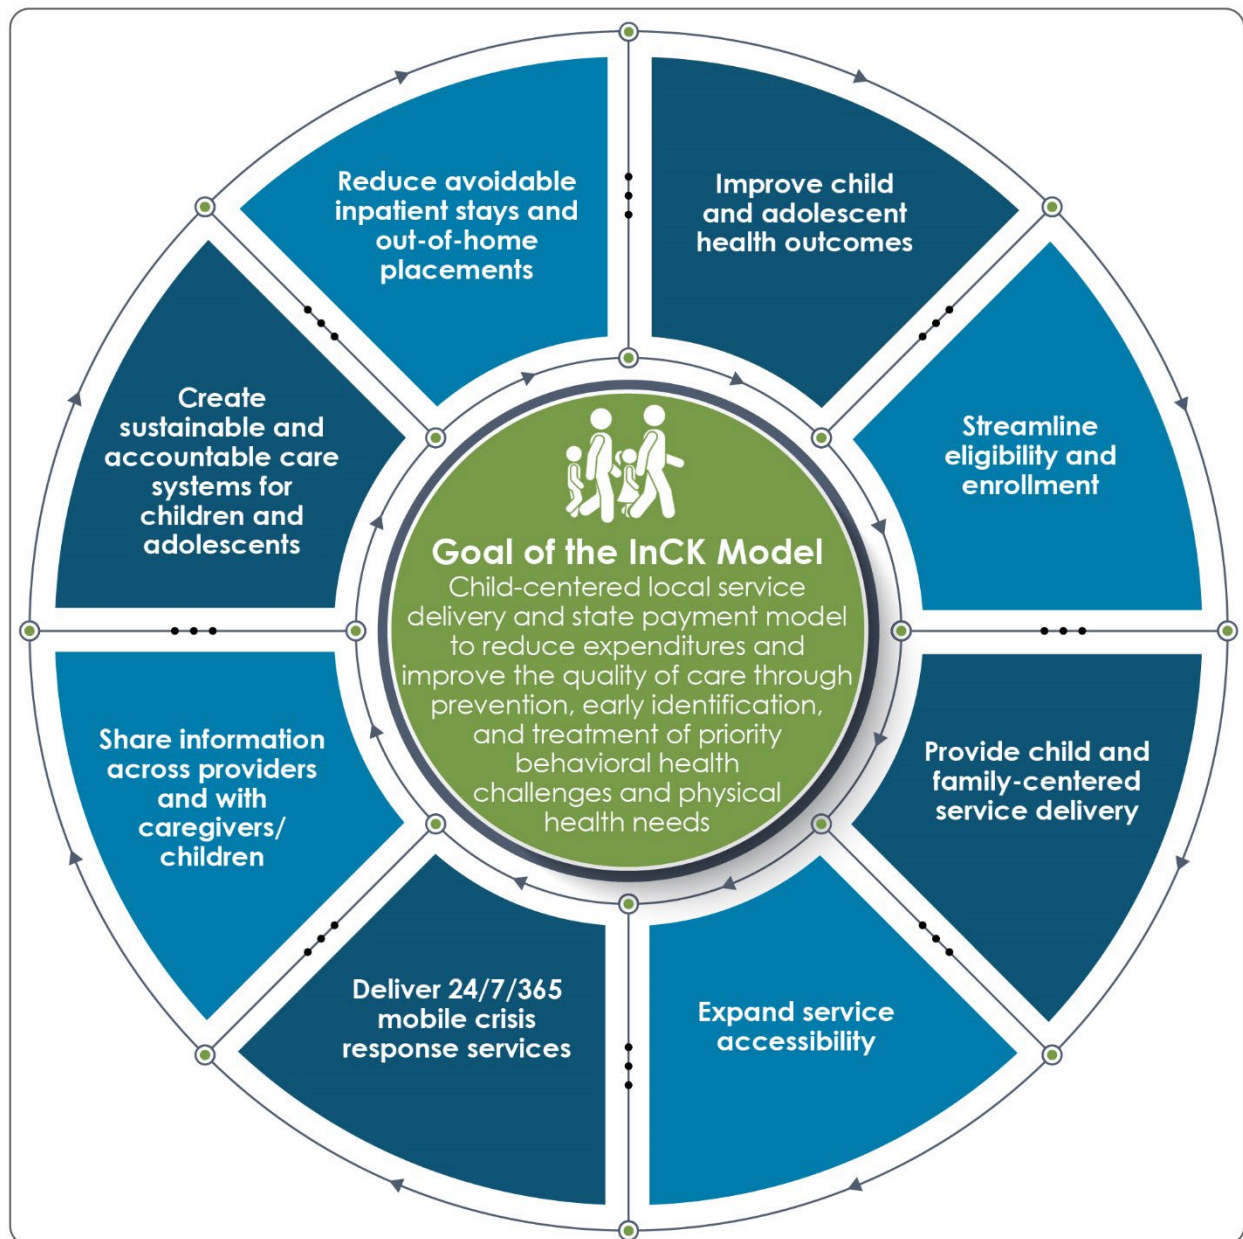 Reduce avoidable
inpatient stays and
out-of-home
placements
Improve child
and adolescent
health outcomes
Streamline
eligibility and
enrollment
Provide child and
family-centered
service delivery
Expand service
accessibility
Deliver 24/7/365
mobile crisis
response services
Share information
across providers
and with
caregivers/
children
Create
sustainable and
accountable care
systems for
children and
adolescents
Goal of the InCK Model
Child-centered local service
delivery and state payment model
to reduce expenditures and
improve the quality of care through
prevention, early identification,
and treatment of priority
behavioral health
challenges and physical
health needs